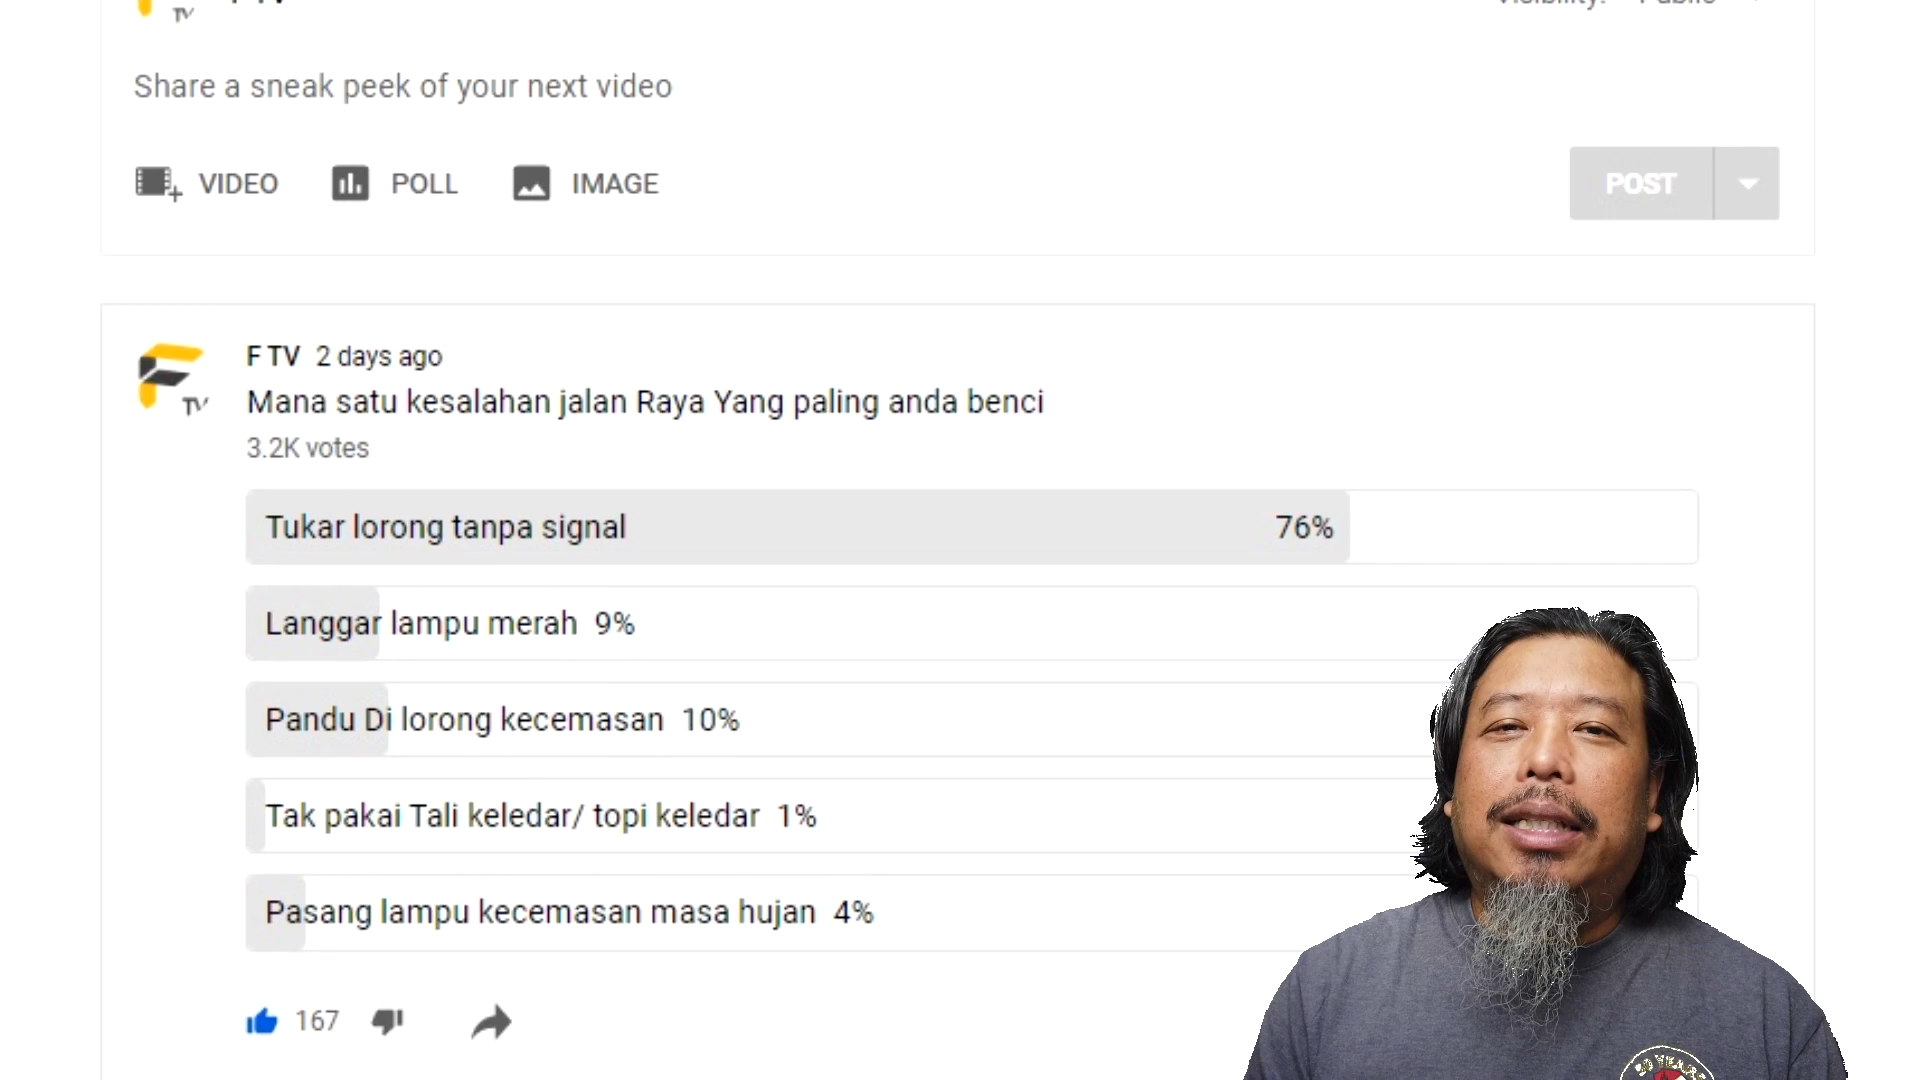 TV
Share a sneak peek of your next video
VIDEO POLL IMAGE POST
F TV 2 days ago
TV
Mana satu kesalahan jalan Raya Yang paling anda benci
3.2K votes
Tukar lorong tanpa signal 76%
Langgar lampu merah 9%
Pandu Di lorong kecemasan 10%
Tak pakai Tali keledar/ topi keledar 1%
Pasang lampu kecemasan masa hujan 4%
167